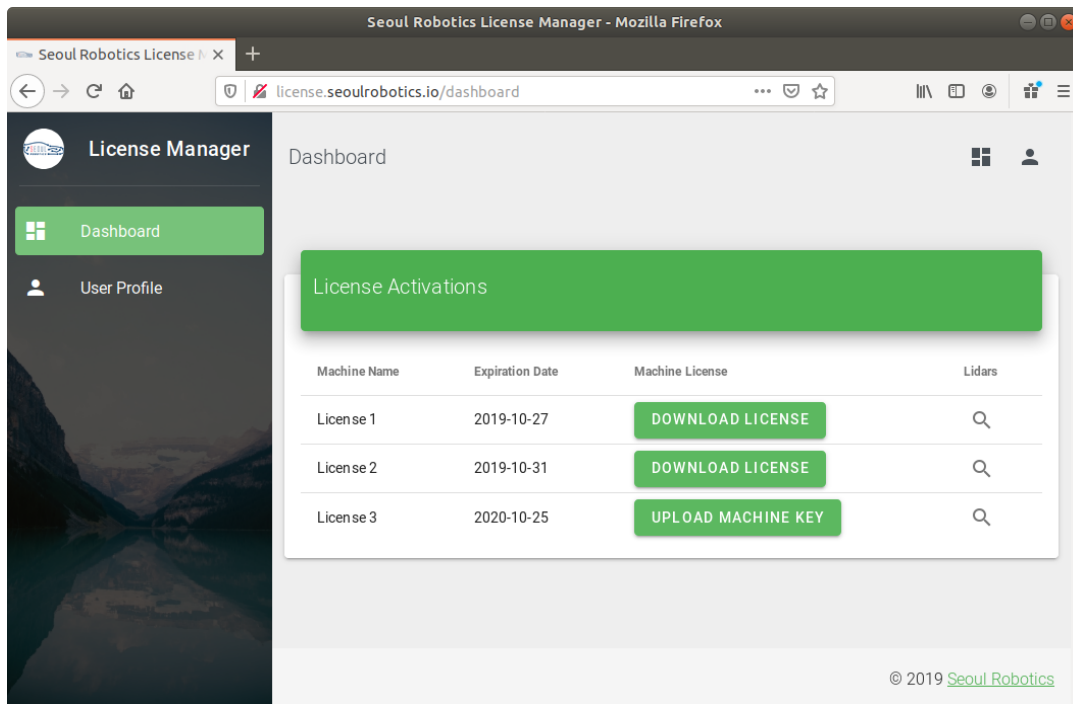 Seoul Robotics License Manager - Mozilla Firefox
Seoul Robotics License M
license.seoulrobotics.io/dashboard
License Manager
Dashboard
Dashboard
User Profile
License Activations
Machine Name Expiration Date Machine License Lidars
License 1 2019-10-27 DOWNLOAD LICENSE
License 2 2019-10-31 DOWNLOAD LICENSE
License 3 2020-10-25 UPLOAD MACHINE KEY
© 2019 Seoul Robotics